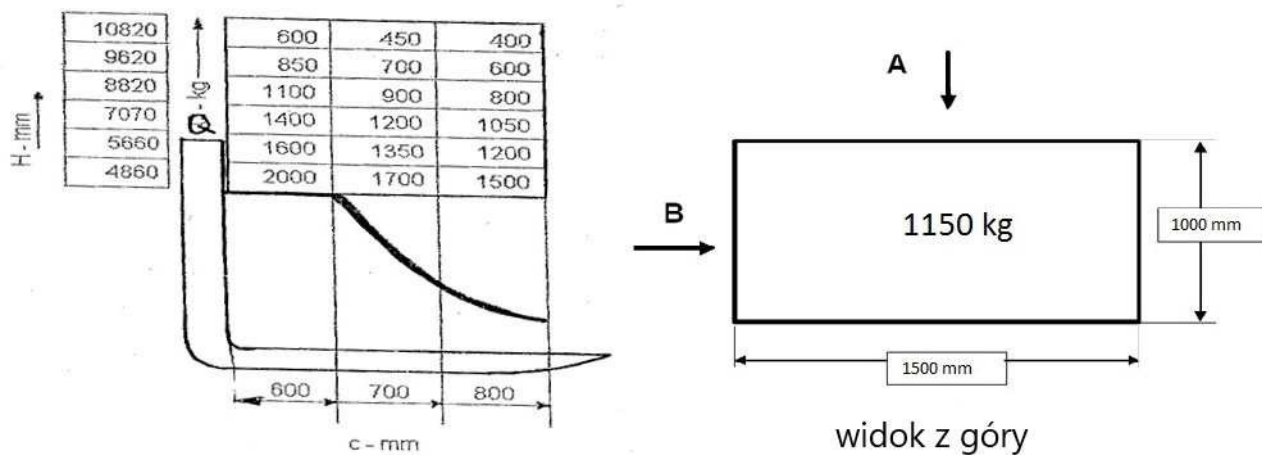 H - mm
10820
9620
8820
7070
5660
4860
Q - kg
600 450 400
850 700 600
1100 900 800
1400 1200 1050
1600 1350 1200
2000 1700 1500
600 700 800
c - mm
A
B
1150 kg
1000 mm
1500 mm
widok z góry